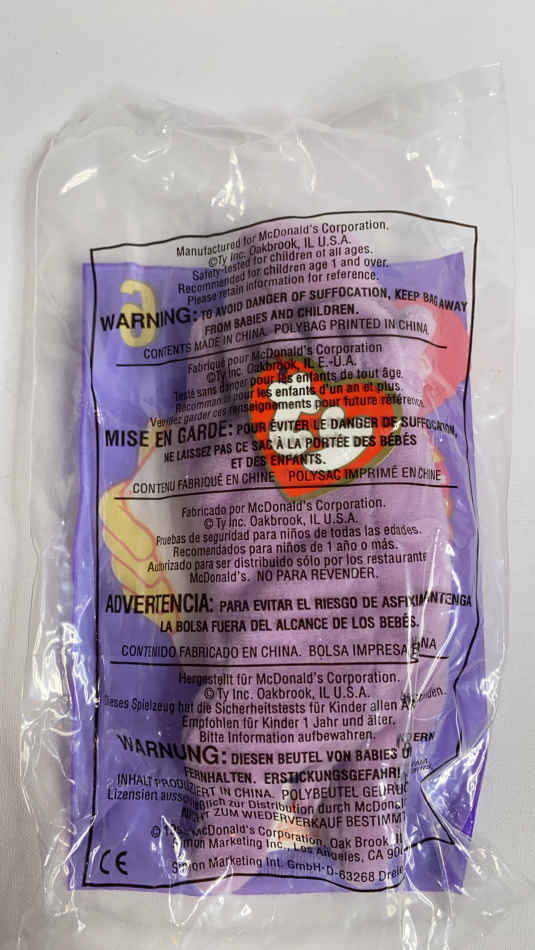 Manufactured for McDonald's Corporation.
©Ty Inc. Oakbrook, IL U.S.A.
Safety-tested for children of all ages.
Recommended for children age 1 and over.
Please retain information for reference.
WARNING: TO AVOID DANGER OF SUFFOCATION, KEEP BAG AWAY
FROM BABIES AND CHILDREN.
CONTENTS MADE IN CHINA. POLYBAG PRINTED IN CHINA
Fabriqué pour McDonald's Corporation
©Ty Inc. Oakbrook, IL E.-U.A.
Testé sans danger pour les enfants de tout âge.
Recommandé pour les enfants d'un an et plus.
Veuillez garder ces renseignements pour future référence
MISE EN GARDE: POUR ÉVITER LE DANGER DE SUFFOCATION,
NE LAISSEZ PAS CE SAC À LA PORTÉE DES BÉBÉS
ET DES ENFANTS.
CONTENU FABRIQUÉ EN CHINE POLYSAC IMPRIMÉ EN CHINE
Fabricado por McDonald's Corporation.
©Ty Inc. Oakbrook, IL U.S.A.
Pruebas de seguridad para niños de todas las edades.
Recomendados para niños de 1 año o más.
Autorizado para ser distribuido sólo por los restaurante
McDonald's. NO PARA REVENDER.
ADVERTENCIA: PARA EVITAR EL RIESGO DE ASFIXIA MANTENGA
LA BOLSA FUERA DEL ALCANCE DE LOS BEBÉS.
CONTENIDO FABRICADO EN CHINA. BOLSA IMPRESA
Hergestellt für McDonald's Corporation.
©Ty Inc. Oakbrook, IL U.S.A.
Dieses Spielzeug hat die Sicherheitstests für Kinder allen
Empfohlen für Kinder 1 Jahr und älter.
Bitte Information aufbewahren.
WARNUNG: DIESEN BEUTEL VON BABIES
FERNHALTEN. ERSTICKUNGSGEFAHR!
INHALT PRODUZIERT IN CHINA. POLYBEUTEL
Lizensiert ausschließlich zur Distribution durch
NICHT ZUM WIEDERVERKAUF
© McDonald's Corporation, Oak Brook,
Simon Marketing Inc., Los Angeles, CA
Simon Marketing Int. GmbH·D-63268
CE
6
ty